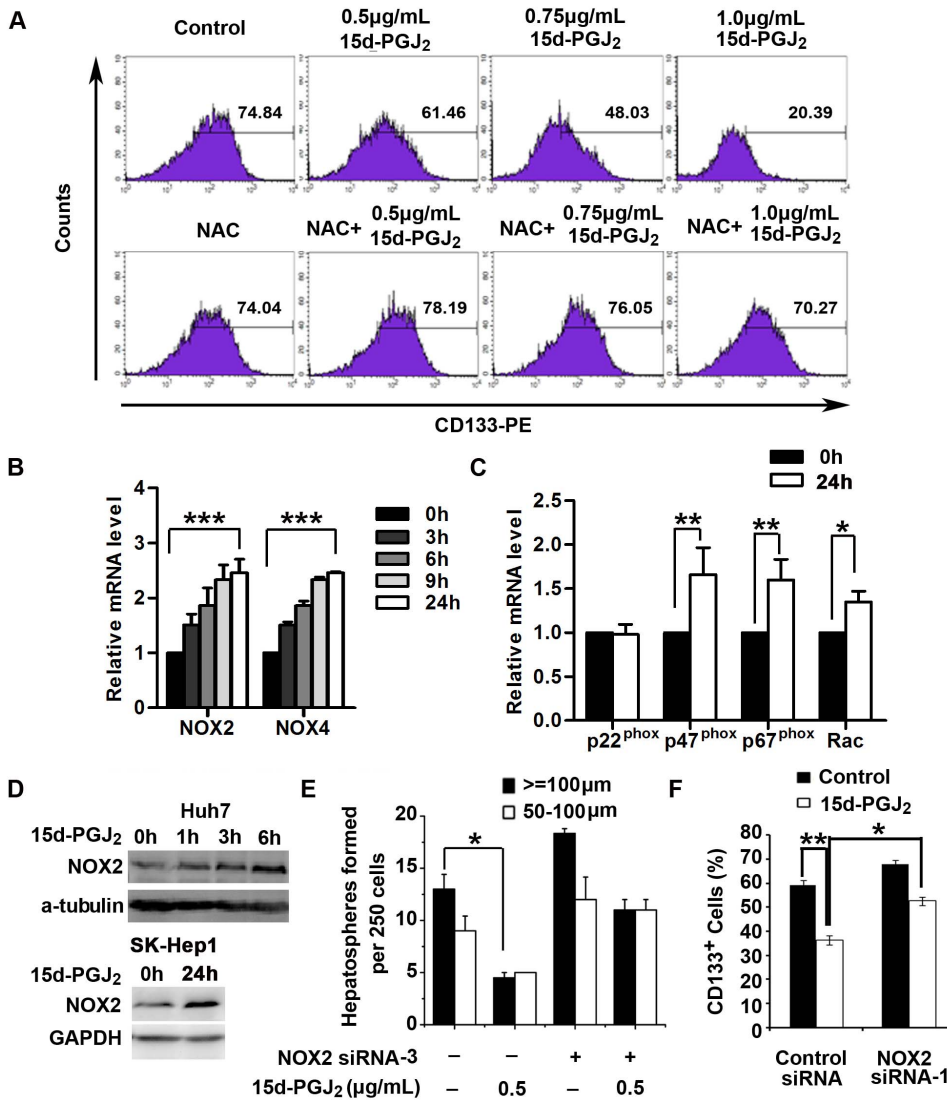 A
Control
0.5µg/mL
15d-PGJ2
0.75µg/mL
15d-PGJ2
1.0µg/mL
15d-PGJ2
74.84
61.46
48.03
20.39
NAC
NAC+ 0.5µg/mL
15d-PGJ2
NAC+ 0.75µg/mL
15d-PGJ2
NAC+ 1.0µg/mL
15d-PGJ2
74.04
78.19
76.05
70.27
Counts
CD133-PE
B
Relative mRNA level
4
3
2
1
0
***
***
0h
3h
6h
9h
24h
NOX2 NOX4
C
0h
24h
Relative mRNA level
2.5
2.0
1.5
1.0
0.5
0.0
** ** *
p22phox p47phox p67phox Rac
D
Huh7
15d-PGJ2 0h 1h 3h 6h
NOX2
a-tubulin
SK-Hep1
15d-PGJ2 0h 24h
NOX2
GAPDH
E
>=100µm
50-100µm
Hepatospheres formed
per 250 cells
20
15
10
5
0
*
NOX2 siRNA-3 – – + +
15d-PGJ2 (µg/mL) – 0.5 – 0.5
F
Control
15d-PGJ2
CD133+ Cells (%)
80
70
60
50
40
30
20
10
0
** *
Control
siRNA
NOX2
siRNA-1